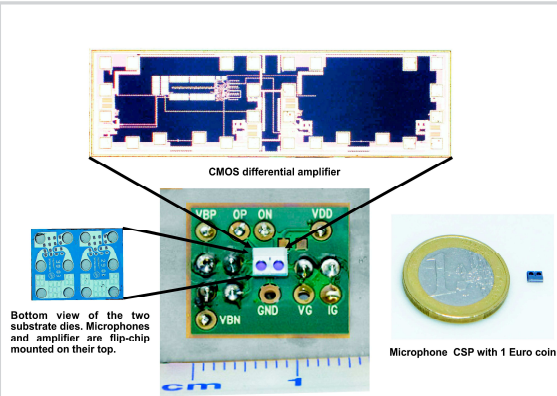 CMOS differential amplifier
VBP OP ON VDD
GND VG IG
VBN
cm 1
1
Bottom view of the two
substrate dies. Microphones
and amplifier are flip-chip
mounted on their top.
Microphone CSP with 1 Euro coin